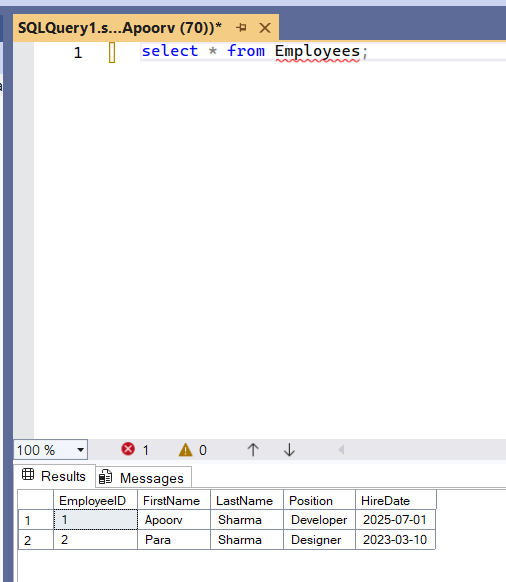 SQLQuery1.s...Apoorv (70))*
1 select * from Employees;
100 % 1 0
Results Messages
EmployeeID FirstName LastName Position HireDate
1 1 Apoorv Sharma Developer 2025-07-01
2 2 Para Sharma Designer 2023-03-10